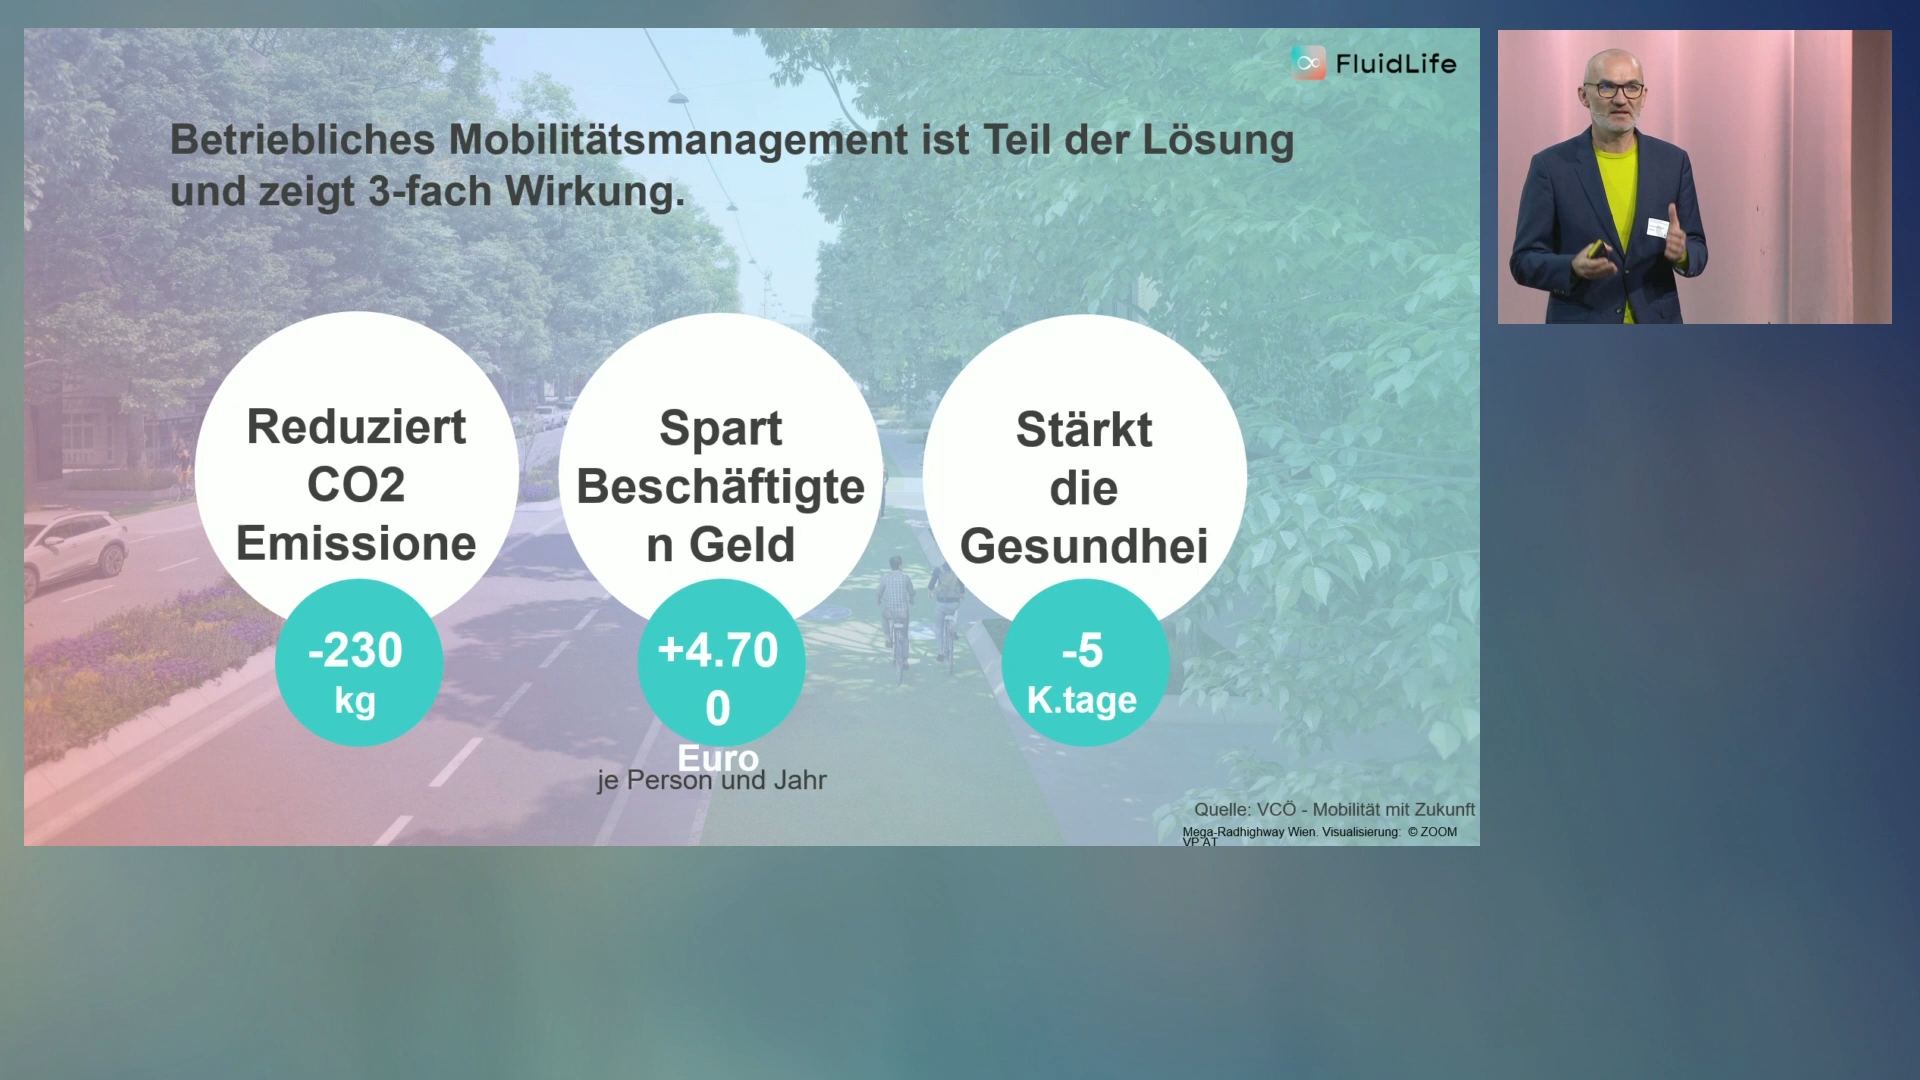 FluidLife
Betriebliches Mobilitätsmanagement ist Teil der Lösung
und zeigt 3-fach Wirkung.
Reduziert
CO2
Emissione
-230
kg
Spart
Beschäftigte
n Geld
+4.70
0
Euro
Stärkt
die
Gesundhei
-5
K.tage
je Person und Jahr
Quelle: VCÖ - Mobilität mit Zukunft
Mega-Radhighway Wien. Visualisierung: © ZOOM
VP.AT